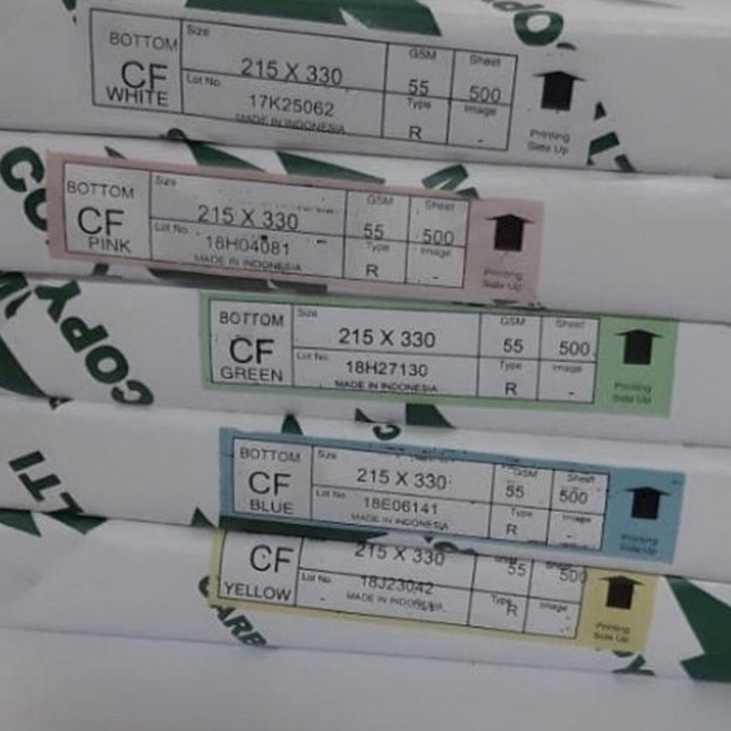 BOTTOM
CF
WHITE
Size
215 X 330
GSM
55
Sheet
500
Lot No
17K25062
MADE IN INDONESIA
Type
R
Image
-
Printing
Side Up
BOTTOM
CF
PINK
Size
215 X 330
GSM
55
Sheet
500
Lot No
18H04081
MADE IN INDONESIA
Type
R
Image
-
Printing
Side Up
COPY
BOTTOM
CF
GREEN
Size
215 X 330
GSM
55
Sheet
500
Lot No
18H27130
MADE IN INDONESIA
Type
R
Image
-
Printing
Side Up
LTI
BOTTOM
CF
BLUE
Size
215 X 330
GSM
55
Sheet
500
Lot No
18E06141
MADE IN INDONESIA
Type
R
Image
-
Printing
Side Up
CF
YELLOW
215 X 330
55
500
Lot No
18J23042
MADE IN INDONESIA
Type
R
Image
-
Printing
Side Up
CARB